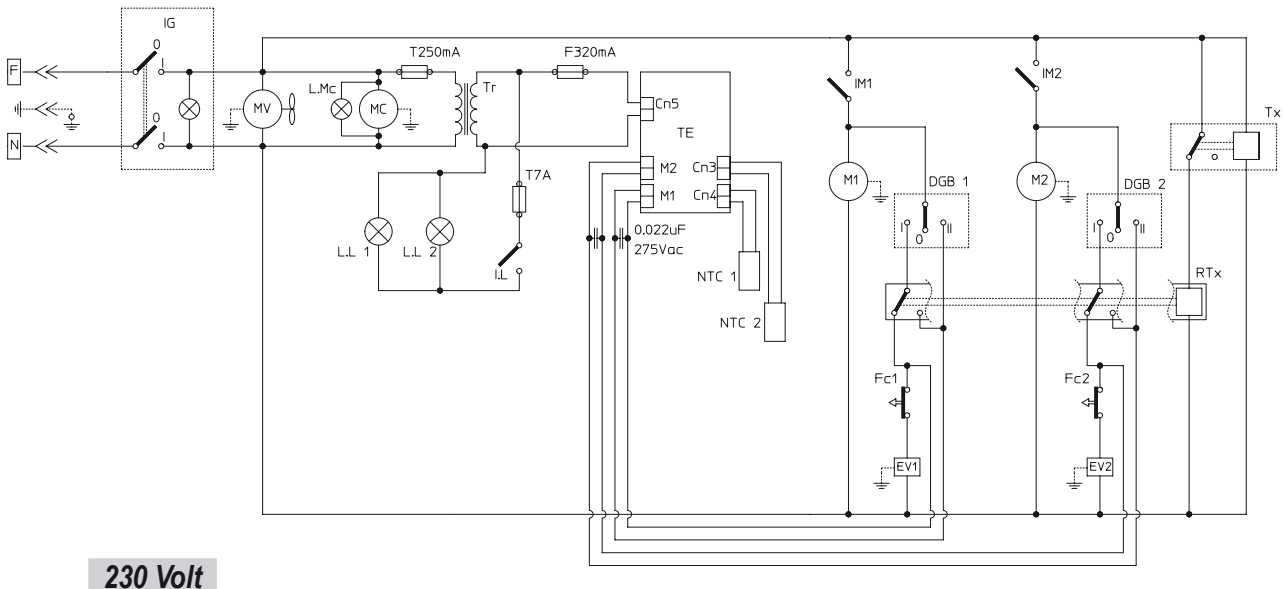 IG
F
O
I
N
O
I
MV
L.Mc
MC
T250mA
Tr
F320mA
T7A
I.L
L.L 1
L.L 2
Cn5
TE
M2
Cn3
M1
Cn4
0.022uF
275Vac
NTC 1
NTC 2
IM1
IM2
Tx
M1
M2
DGB 1
I
0
II
DGB 2
I
0
II
RTx
Fc1
Fc2
EV1
EV2
230 Volt